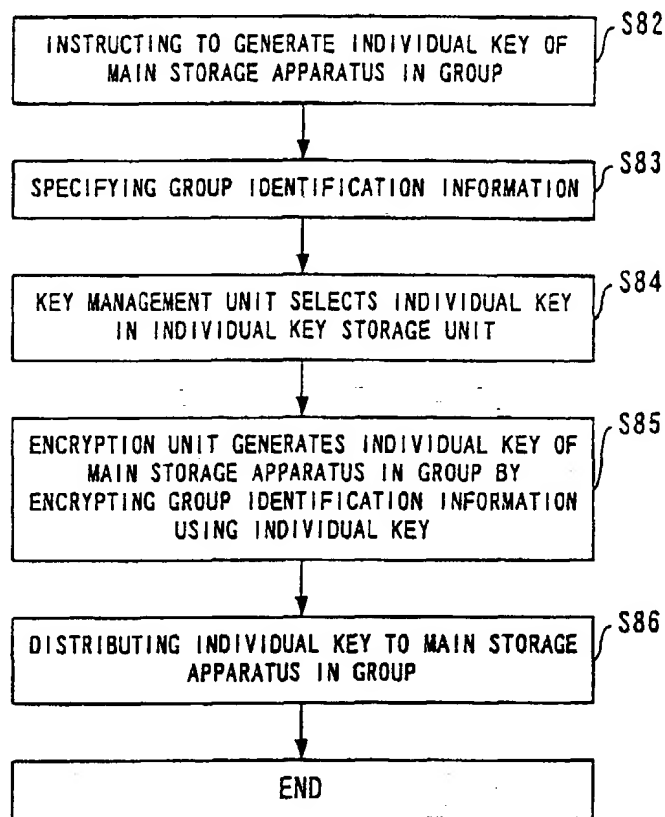 S82
INSTRUCTING TO GENERATE INDIVIDUAL KEY OF
MAIN STORAGE APPARATUS IN GROUP
S83
SPECIFYING GROUP IDENTIFICATION INFORMATION
S84
KEY MANAGEMENT UNIT SELECTS INDIVIDUAL KEY
IN INDIVIDUAL KEY STORAGE UNIT
S85
ENCRYPTION UNIT GENERATES INDIVIDUAL KEY OF
MAIN STORAGE APPARATUS IN GROUP BY
ENCRYPTING GROUP IDENTIFICATION INFORMATION
USING INDIVIDUAL KEY
S86
DISTRIBUTING INDIVIDUAL KEY TO MAIN STORAGE
APPARATUS IN GROUP
END